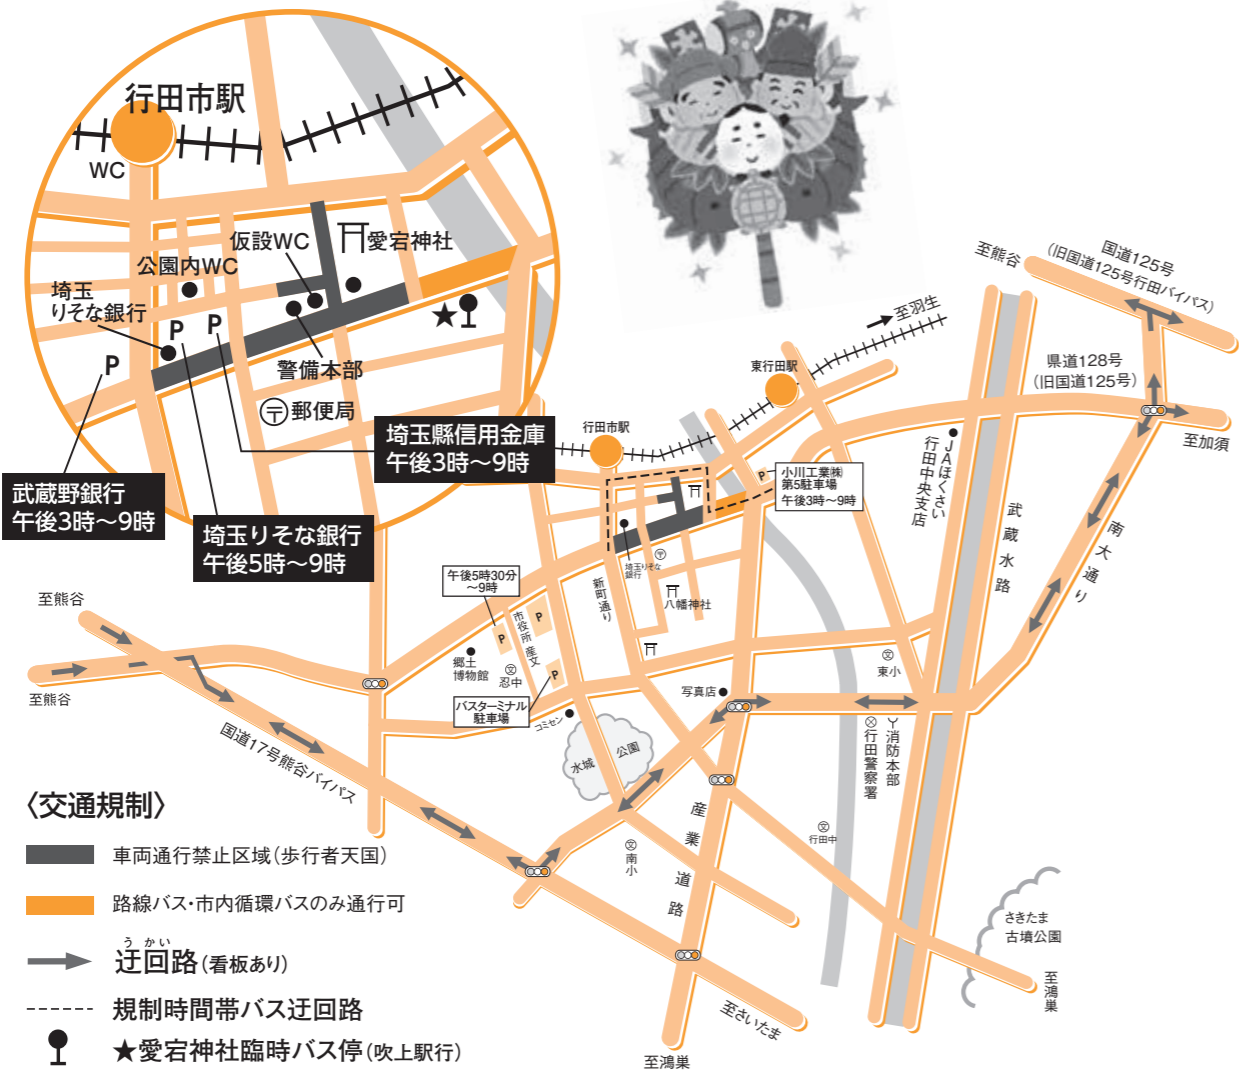 行田市駅
WC
仮設WC
愛宕神社
公園内WC
埼玉
りそな銀行
P
P
P
★
警備本部
〒郵便局
埼玉縣信用金庫
午後3時〜9時
武蔵野銀行
午後3時〜9時
埼玉りそな銀行
午後5時〜9時
至熊谷
国道125号
(旧国道125号行田バイパス)
至羽生
県道128号
(旧国道125号)
東行田駅
行田市駅
至加須
P
小川工業㈱
第5駐車場
午後3時〜9時
JAほくさい
行田中央支店
武蔵水路
南大通り
埼玉りそな
銀行
〒
新町通り
八幡神社
午後5時30分
〜9時
P
P
P
市役所
産文
郷土
博物館
文
忍中
バスターミナル
駐車場
コミセン
至熊谷
至熊谷
国道17号熊谷バイパス
写真店
文
東小
消防本部
行田警察署
水城
公園
産業道路
文
南小
文
行田中
さきたま
古墳公園
至鴻巣
至さいたま
至鴻巣
〈交通規制〉
車両通行禁止区域(歩行者天国)
路線バス・市内循環バスのみ通行可
うかい
迂回路(看板あり)
規制時間帯バス迂回路
★愛宕神社臨時バス停(吹上駅行)